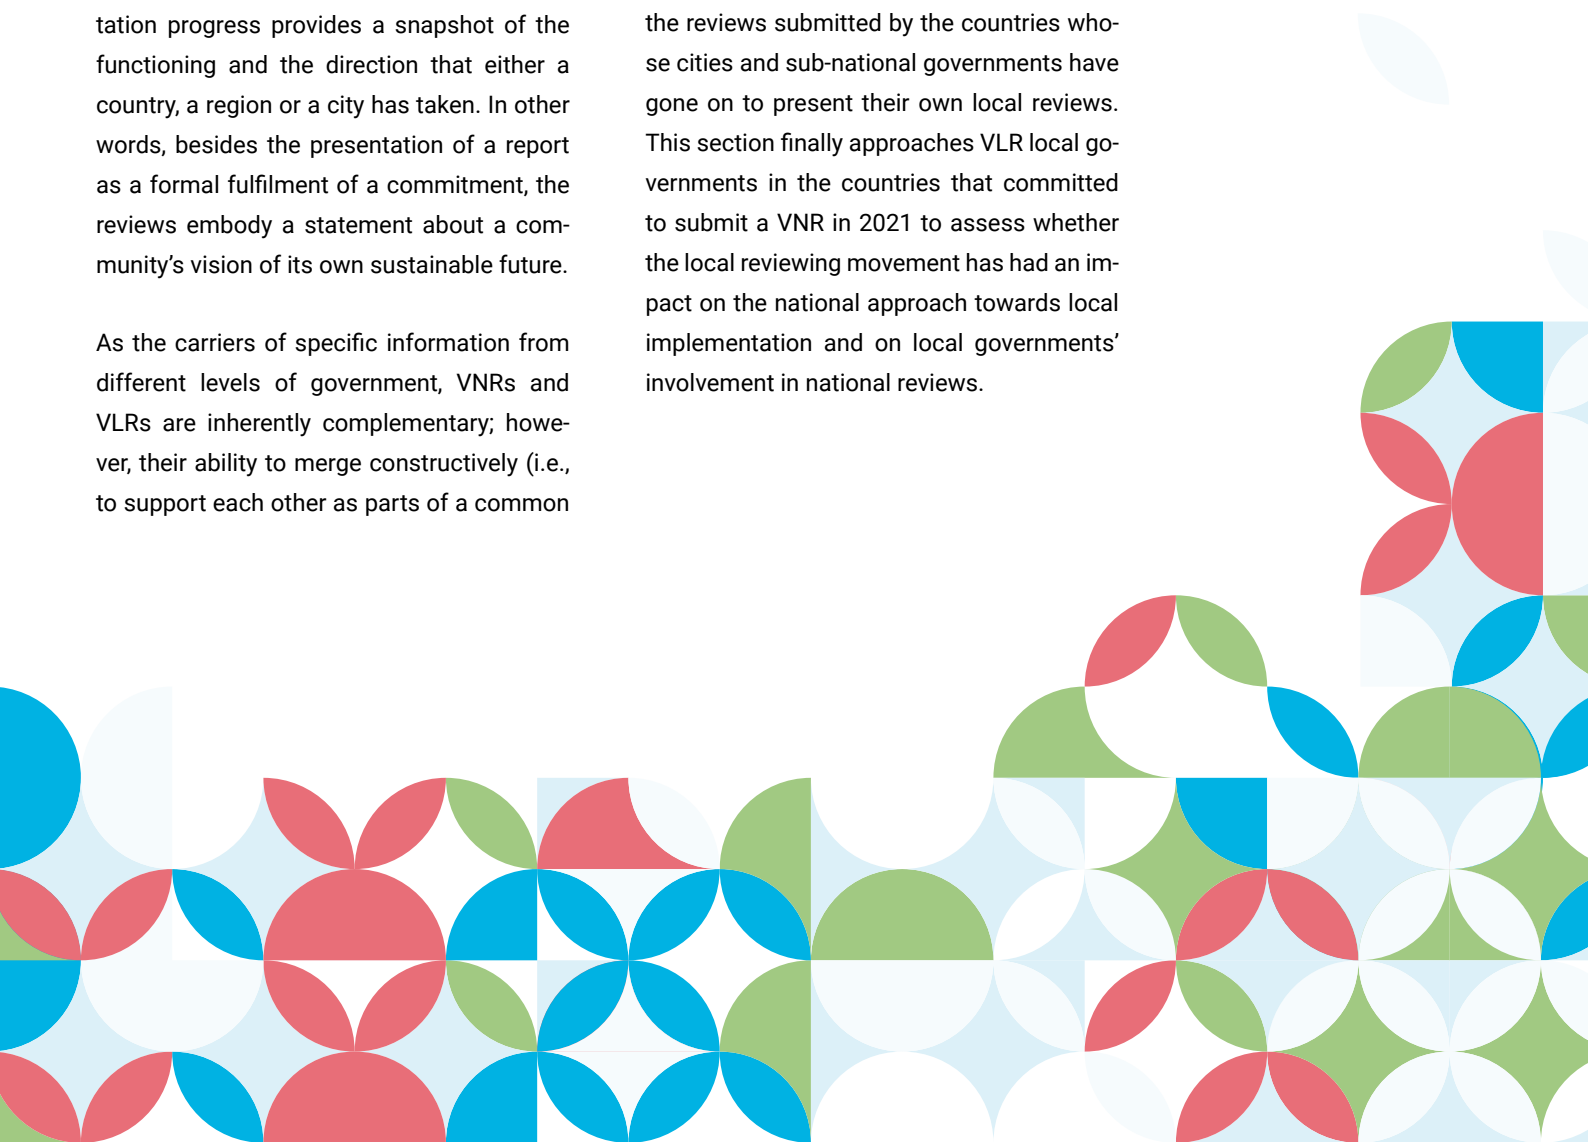 tation progress provides a snapshot of the
functioning and the direction that either a
country, a region or a city has taken. In other
words, besides the presentation of a report
as a formal fulfilment of a commitment, the
reviews embody a statement about a com-
munity’s vision of its own sustainable future.
As the carriers of specific information from
different levels of government, VNRs and
VLRs are inherently complementary; howe-
ver, their ability to merge constructively (i.e.,
to support each other as parts of a common
the reviews submitted by the countries who-
se cities and sub-national governments have
gone on to present their own local reviews.
This section finally approaches VLR local go-
vernments in the countries that committed
to submit a VNR in 2021 to assess whether
the local reviewing movement has had an im-
pact on the national approach towards local
implementation and on local governments’
involvement in national reviews.